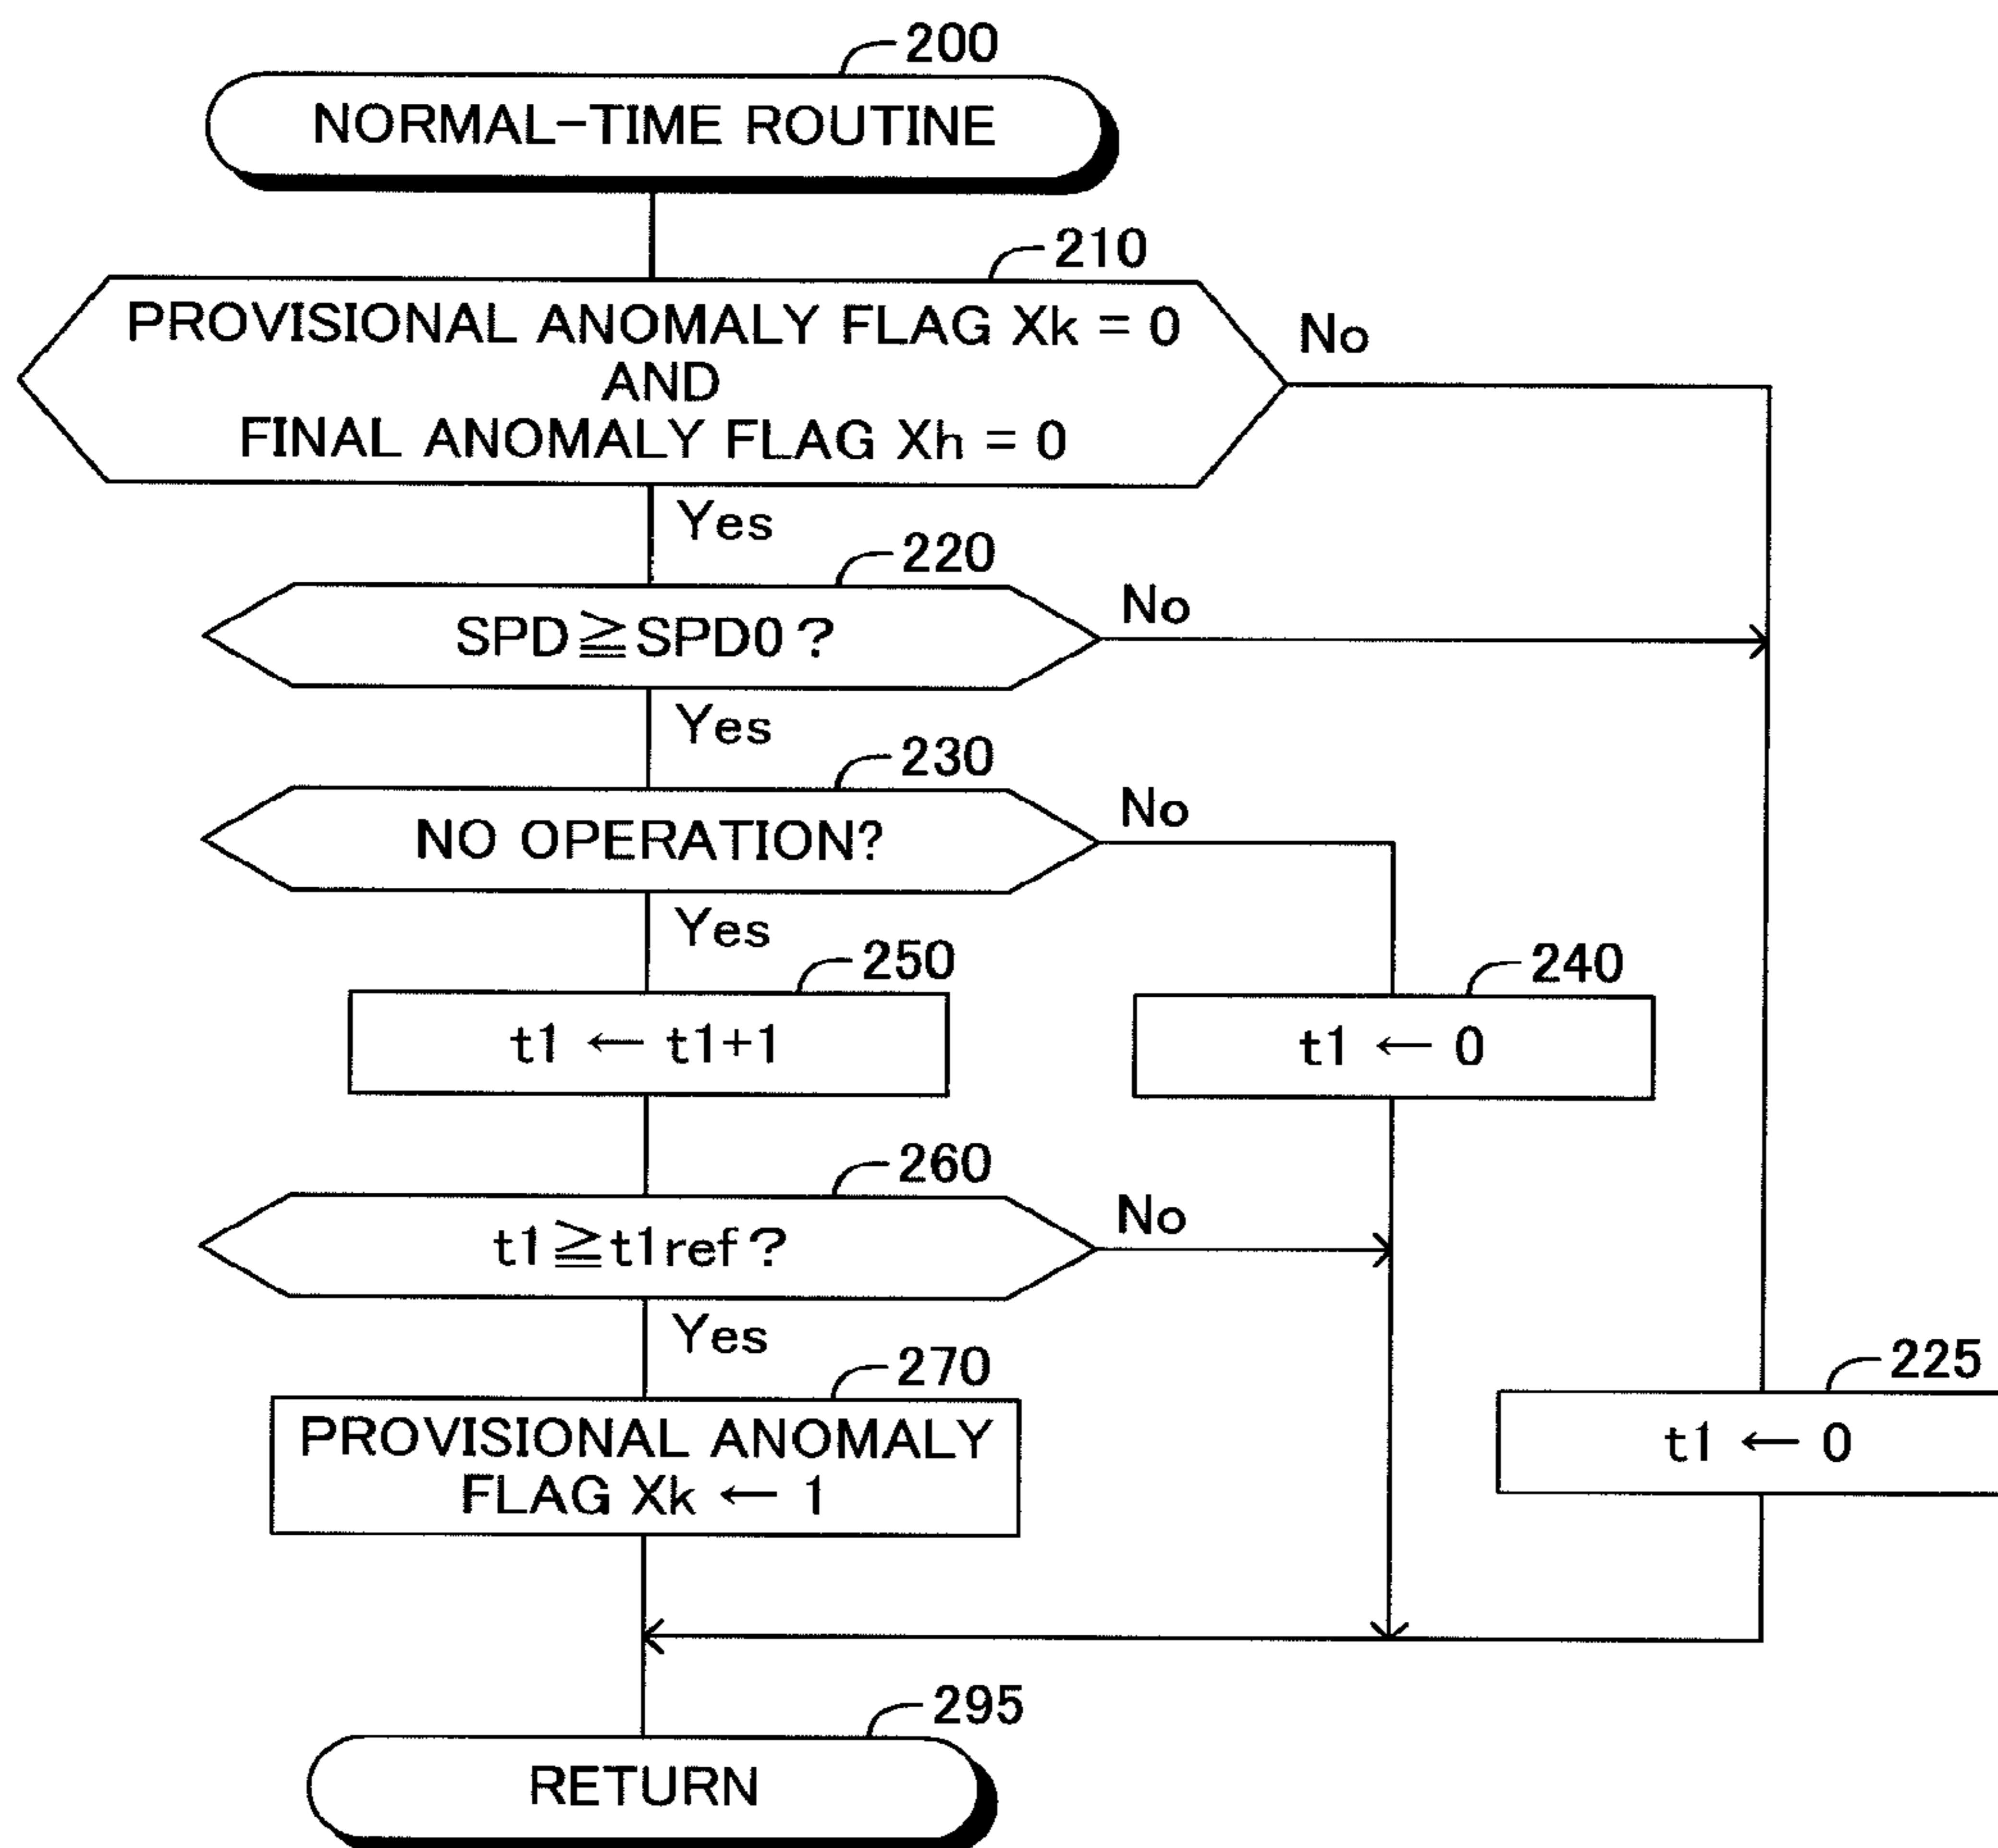 200
NORMAL-TIME ROUTINE
210
PROVISIONAL ANOMALY FLAG Xk = 0
AND
FINAL ANOMALY FLAG Xh = 0
No
Yes
220
SPD≧SPD0?
No
Yes
230
NO OPERATION?
No
Yes
250
t1 ← t1+1
240
t1 ← 0
260
t1≧t1ref?
No
Yes
270
PROVISIONAL ANOMALY
FLAG Xk ← 1
225
t1 ← 0
295
RETURN